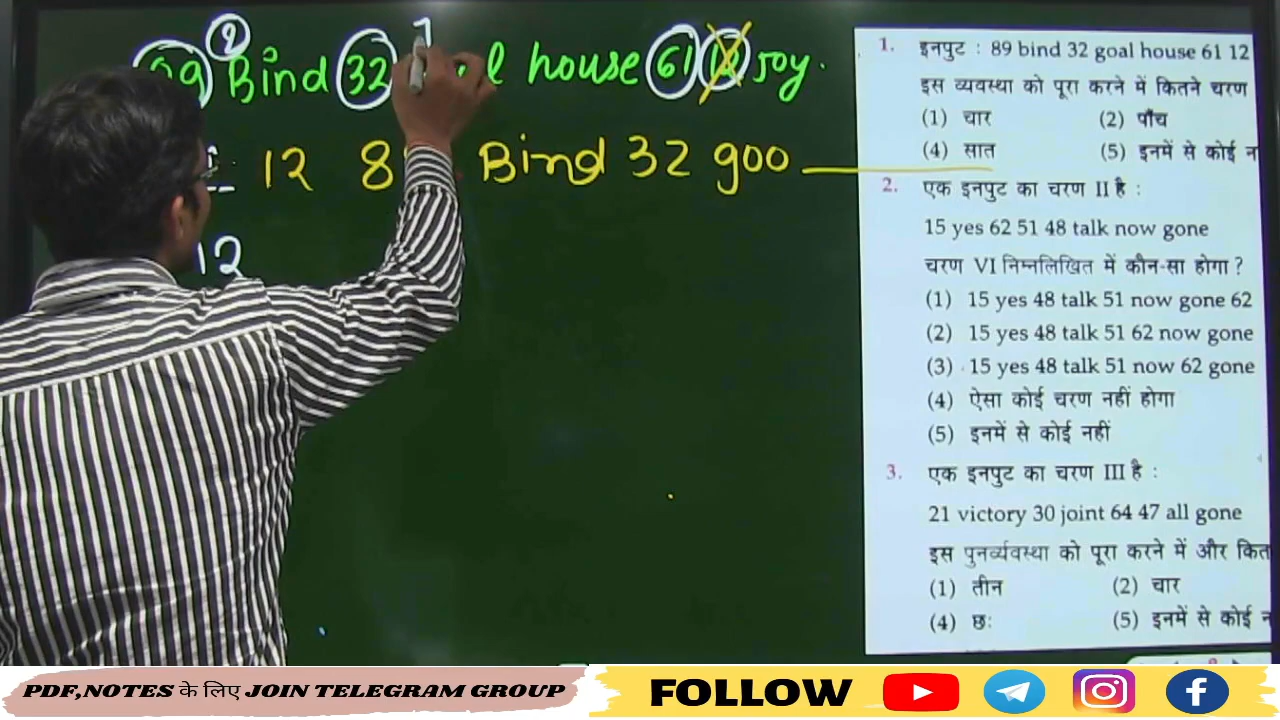 2
Bind 32 l house 61 12 joy.
12 8 Bind 32 goo
12
1. इनपुट : 89 bind 32 goal house 61 12
इस व्यवस्था को पूरा करने में कितने चरण
(1) चार (2) पाँच
(4) सात (5) इनमें से कोई न
2. एक इनपुट का चरण II है :
15 yes 62 51 48 talk now gone
चरण VI निम्नलिखित में कौन-सा होगा ?
(1) 15 yes 48 talk 51 now gone 62
(2) 15 yes 48 talk 51 62 now gone
(3) 15 yes 48 talk 51 now 62 gone
(4) ऐसा कोई चरण नहीं होगा
(5) इनमें से कोई नहीं
3. एक इनपुट का चरण III है :
21 victory 30 joint 64 47 all gone
इस पुनर्व्यवस्था को पूरा करने में और कित
(1) तीन (2) चार
(4) छः (5) इनमें से कोई न
PDF,NOTES के लिए JOIN TELEGRAM GROUP
FOLLOW